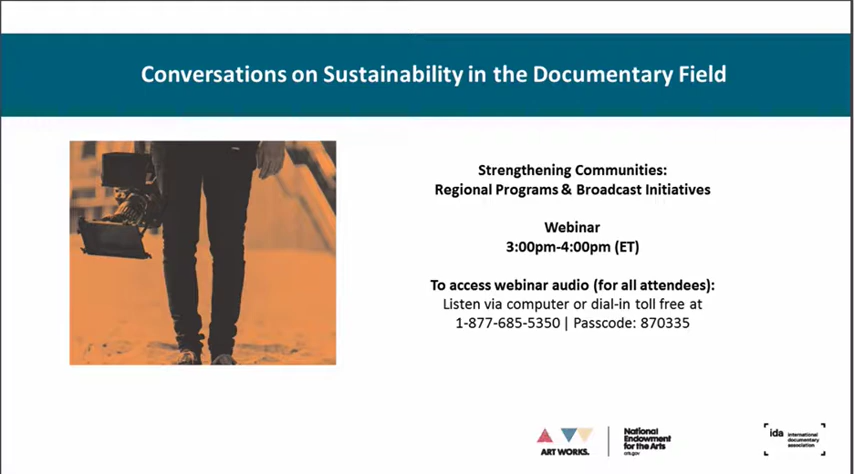 Conversations on Sustainability in the Documentary Field
Strengthening Communities:
Regional Programs & Broadcast Initiatives
Webinar
3:00pm-4:00pm (ET)
To access webinar audio (for all attendees):
Listen via computer or dial-in toll free at
1-877-685-5350 | Passcode: 870335
ART WORKS.
National
Endowment
for the Arts
arts.gov
ida international
documentary
association